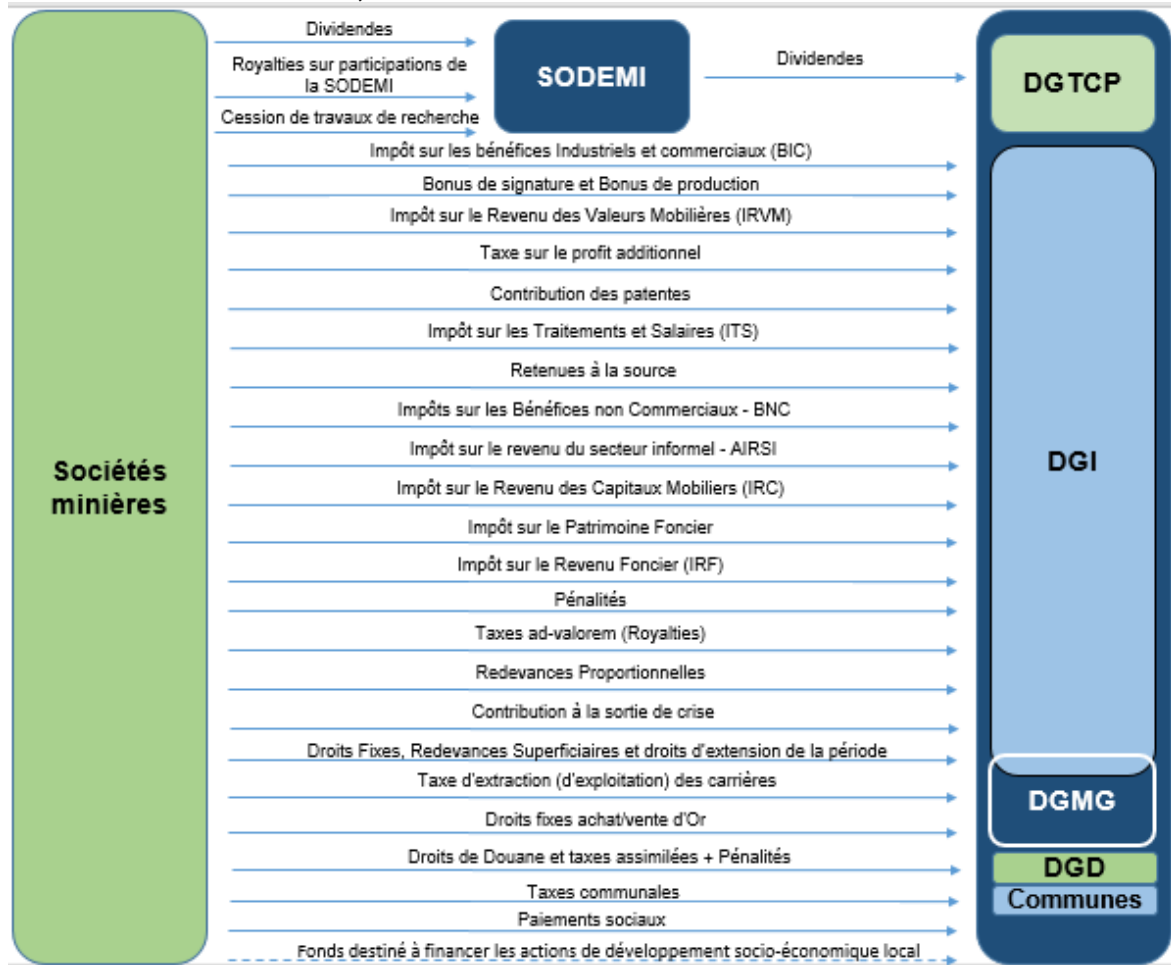 Dividendes
Royalties sur participations de
la SODEMI
Cession de travaux de recherche
SODEMI
Dividendes
DGTCP
Impôt sur les bénéfices Industriels et commerciaux (BIC)
Bonus de signature et Bonus de production
Impôt sur le Revenu des Valeurs Mobilières (IRVM)
Taxe sur le profit additionnel
Contribution des patentes
Impôt sur les Traitements et Salaires (ITS)
Retenues à la source
Impôts sur les Bénéfices non Commerciaux - BNC
Impôt sur le revenu du secteur informel - AIRSI
Impôt sur le Revenu des Capitaux Mobiliers (IRC)
Impôt sur le Patrimoine Foncier
Impôt sur le Revenu Foncier (IRF)
Pénalités
Taxes ad-valorem (Royalties)
Redevances Proportionnelles
Contribution à la sortie de crise
Droits Fixes, Redevances Superficiaires et droits d'extension de la période
Taxe d'extraction (d'exploitation) des carrières
Droits fixes achat/vente d'Or
Droits de Douane et taxes assimilées + Pénalités
Taxes communales
Paiements sociaux
Fonds destiné à financer les actions de développement socio-économique local
Sociétés
minières
DGI
DGMG
DGD
Communes